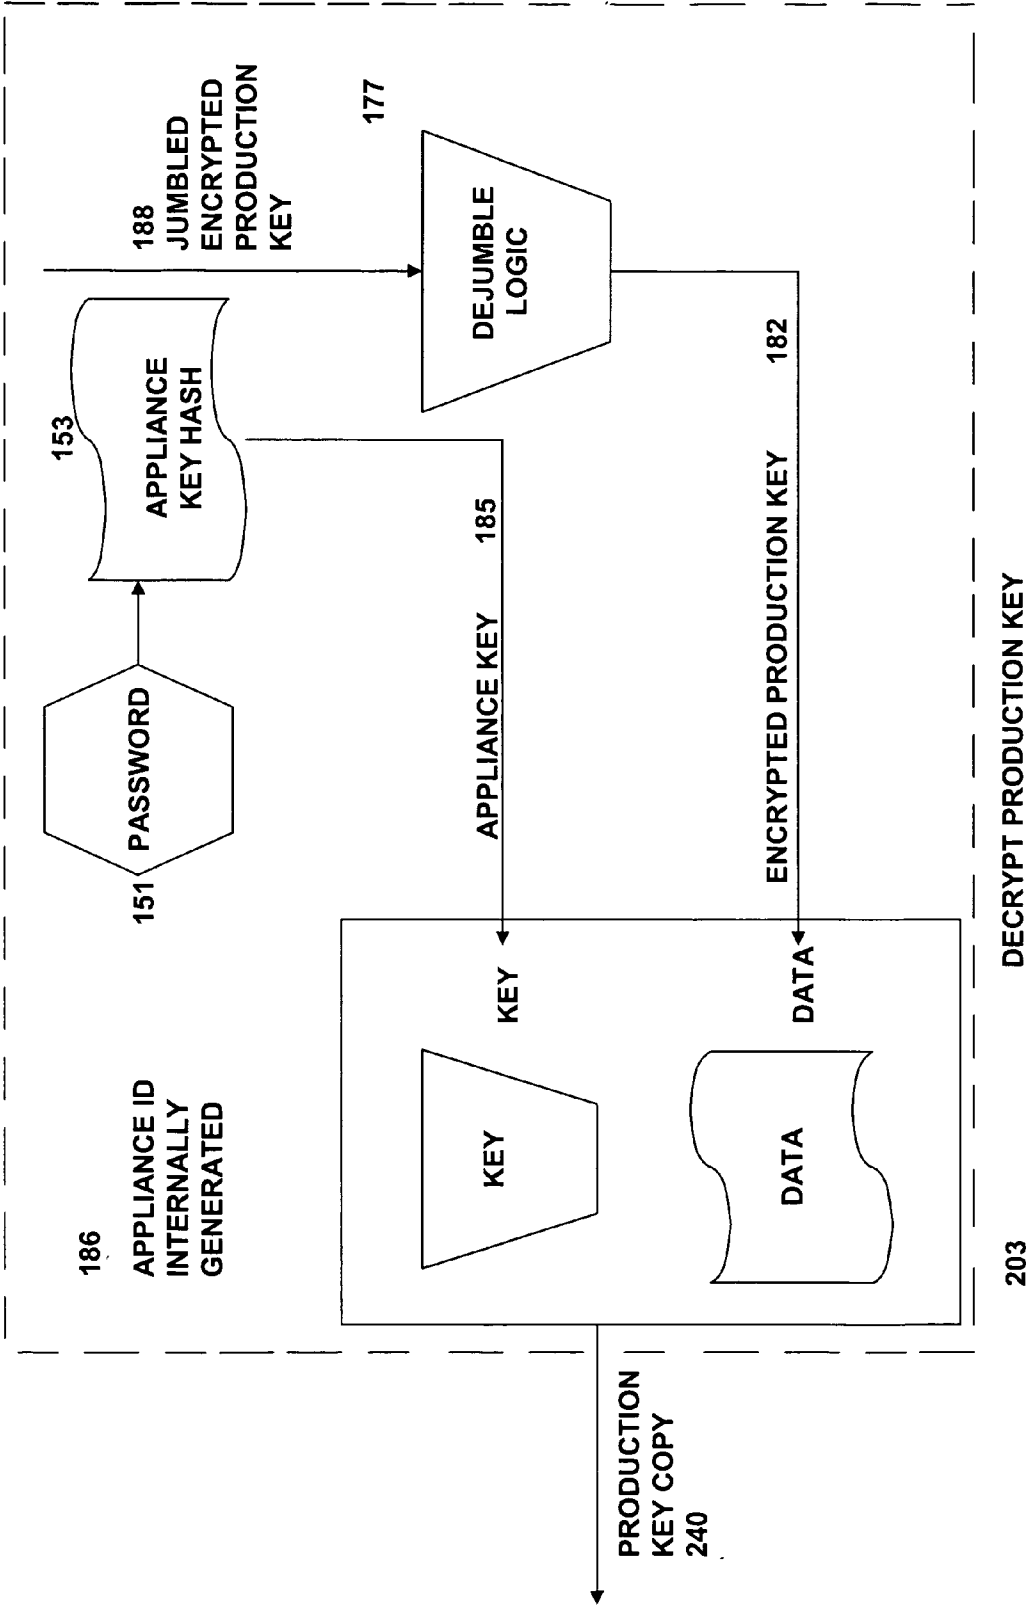 186
APPLIANCE ID
INTERNALLY
GENERATED
151
PASSWORD
153
APPLIANCE
KEY HASH
188
JUMBLED
ENCRYPTED
PRODUCTION
KEY
177
DEJUMBLE
LOGIC
APPLIANCE KEY
185
ENCRYPTED PRODUCTION KEY
182
KEY
KEY
DATA
DATA
PRODUCTION
KEY COPY
240
203
DECRYPT PRODUCTION KEY